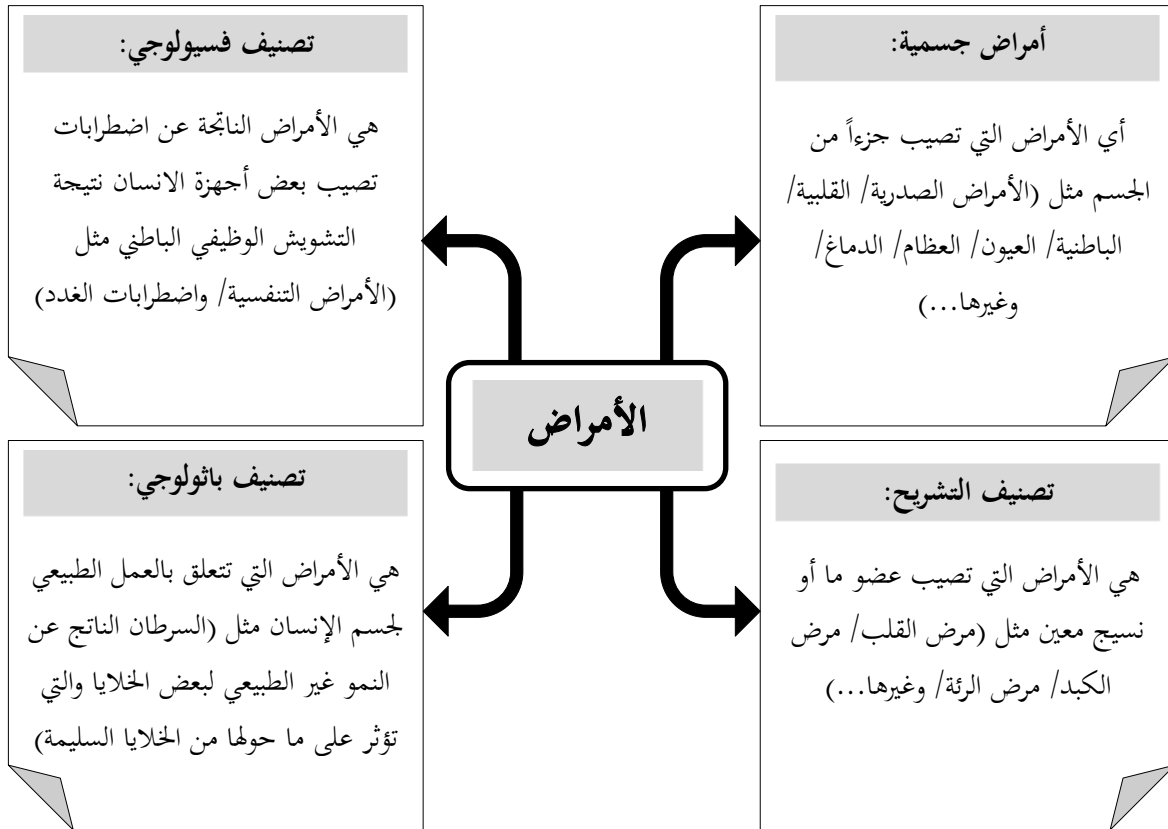 أمراض جسمية:
أي الأمراض التي تصيب جزءاً من
الجسم مثل (الأمراض الصدرية/ القلبية/
الباطنية/ العيون/ العظام/ الدماغ/
وغيرها...)
تصنيف فسيولوجي:
هي الأمراض الناتجة عن اضطرابات
تصيب بعض أجهزة الانسان نتيجة
التشويش الوظيفي الباطني مثل
(الأمراض التنفسية/ واضطرابات الغدد)
الأمراض
تصنيف التشريح:
هي الأمراض التي تصيب عضو ما أو
نسيج معين مثل (مرض القلب/ مرض
الكبد/ مرض الرئة/ وغيرها...)
تصنيف باثولوجي:
هي الأمراض التي تتعلق بالعمل الطبيعي
لجسم الإنسان مثل (السرطان الناتج عن
النمو غير الطبيعي لبعض الخلايا والتي
تؤثر على ما حولها من الخلايا السليمة)